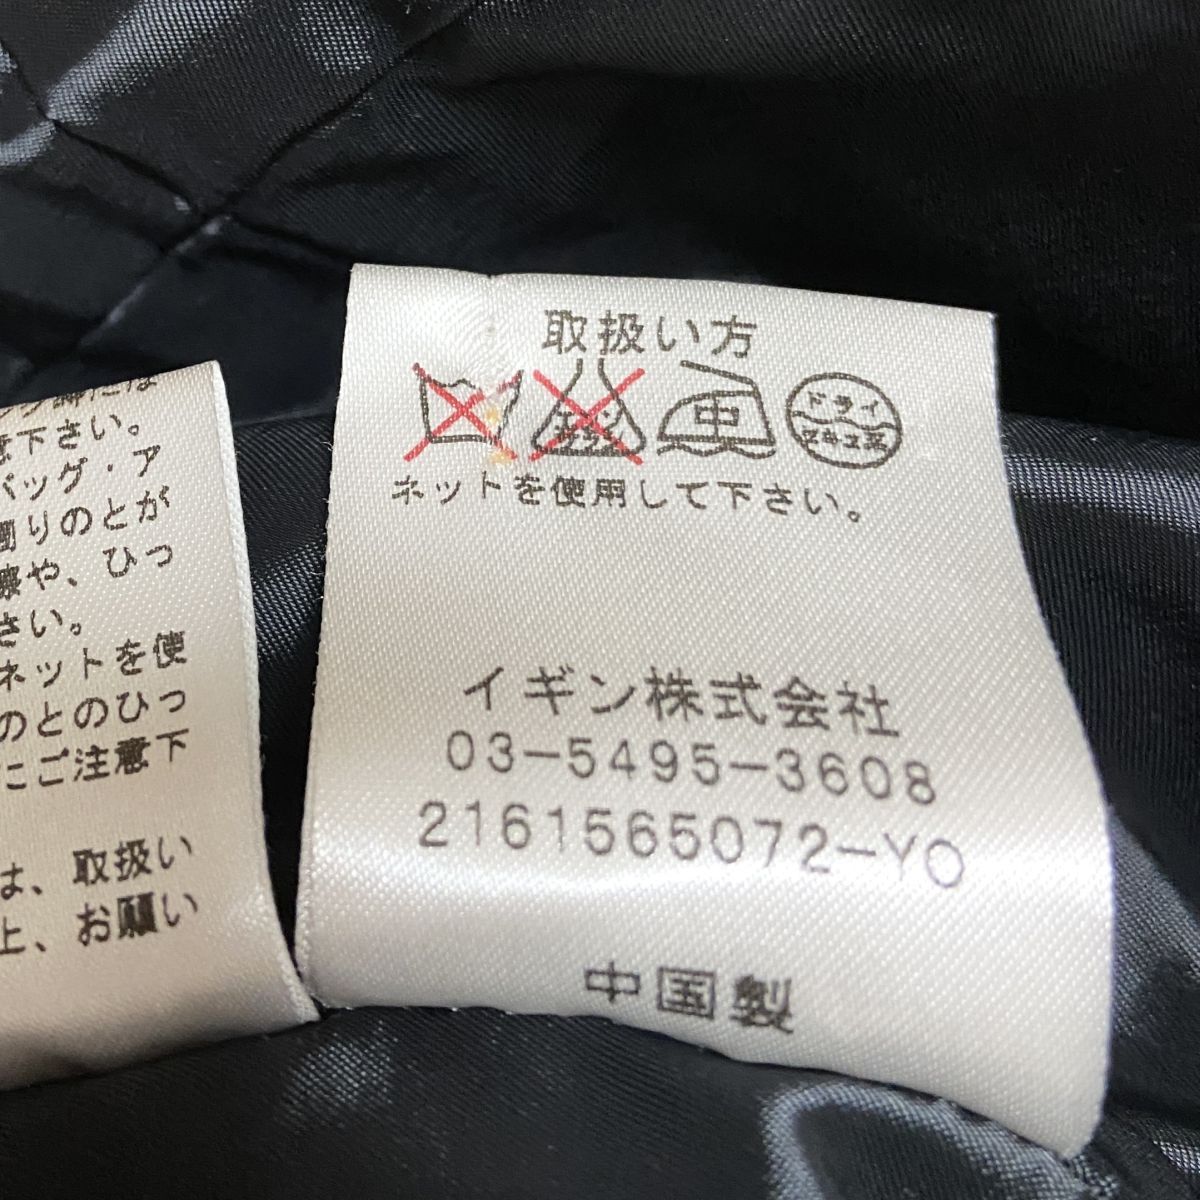 意下さい。
バッグ・ア
周りのとが
擦や、ひっ
さい。
ネットを使
のとのひっ
にご注意下
は、取扱い
上、お願い
取扱い方
中 ドライ
ネットを使用して下さい。
イギン株式会社
03-5495-3608
2161565072-YO
中国製